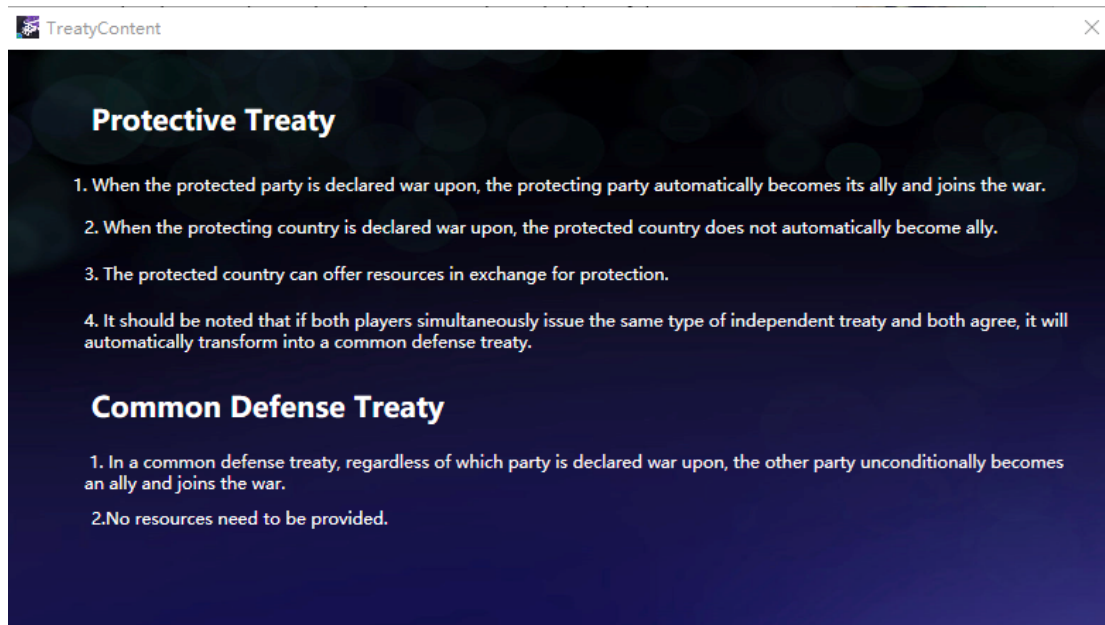 TreatyContent
Protective Treaty
1. When the protected party is declared war upon, the protecting party automatically becomes its ally and joins the war.
2. When the protecting country is declared war upon, the protected country does not automatically become ally.
3. The protected country can offer resources in exchange for protection.
4. It should be noted that if both players simultaneously issue the same type of independent treaty and both agree, it will
automatically transform into a common defense treaty.
Common Defense Treaty
1. In a common defense treaty, regardless of which party is declared war upon, the other party unconditionally becomes
an ally and joins the war.
2.No resources need to be provided.